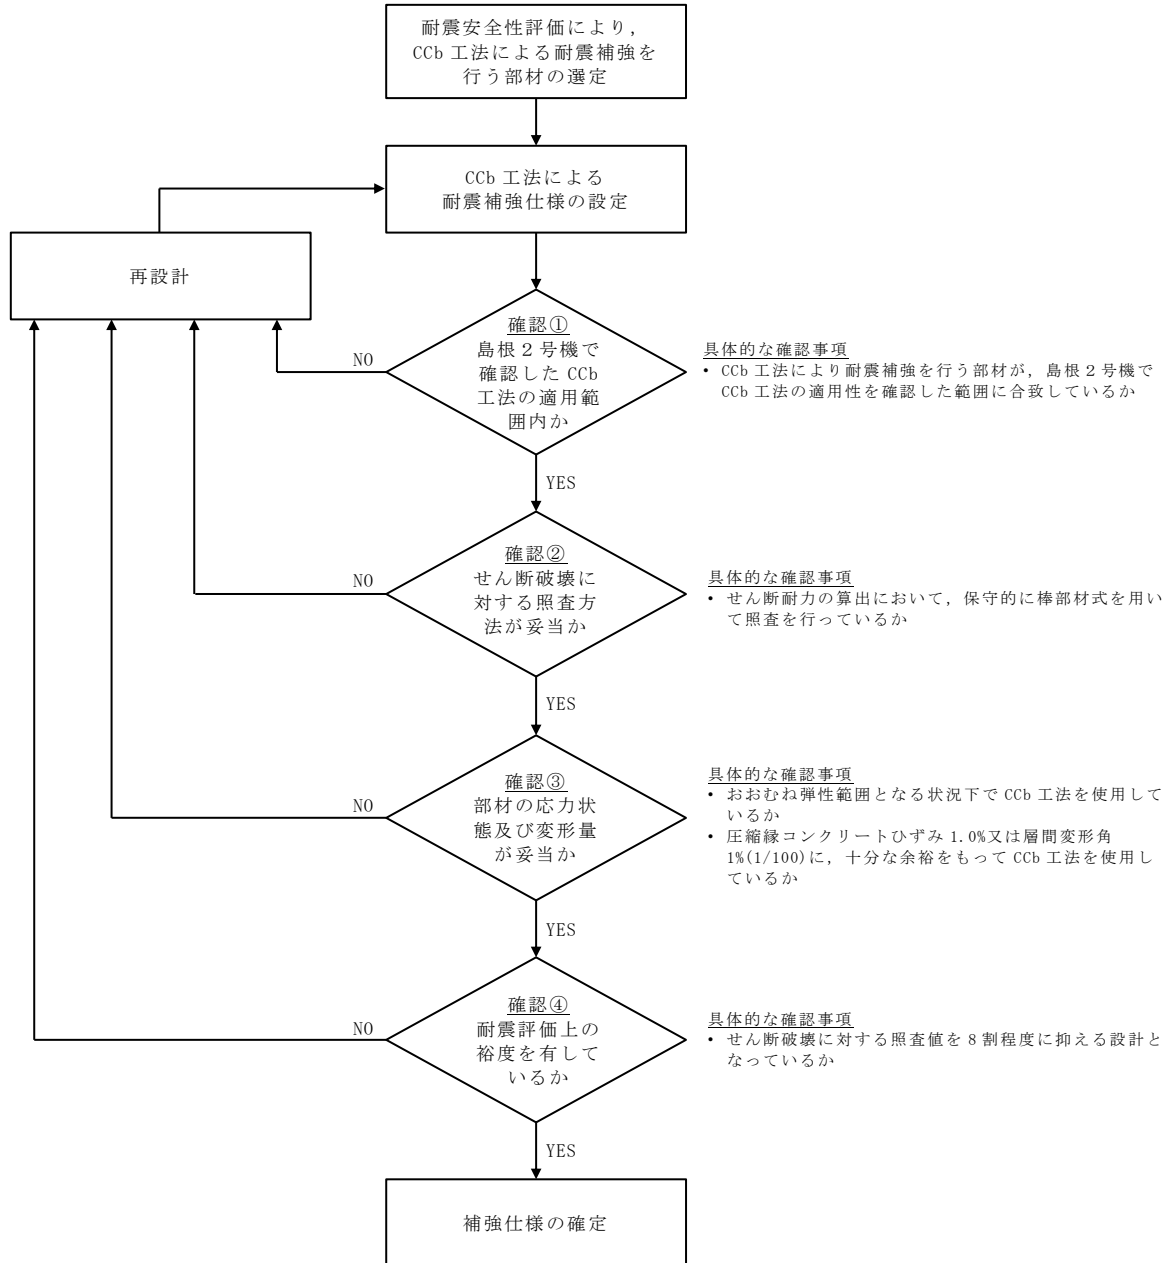 耐震安全性評価により，
CCb 工法による耐震補強を
行う部材の選定
CCb 工法による
耐震補強仕様の設定
再設計
確認①
島根２号機で
確認した CCb
工法の適用範
囲内か
NO
具体的な確認事項
• CCb 工法により耐震補強を行う部材が，島根２号機で
CCb 工法の適用性を確認した範囲に合致しているか
YES
確認②
せん断破壊に
対する照査方
法が妥当か
NO
具体的な確認事項
• せん断耐力の算出において，保守的に棒部材式を用い
て照査を行っているか
YES
確認③
部材の応力状
態及び変形量
が妥当か
NO
具体的な確認事項
• おおむね弾性範囲となる状況下で CCb 工法を使用して
いるか
• 圧縮縁コンクリートひずみ 1.0%又は層間変形角
1%(1/100)に，十分な余裕をもって CCb 工法を使用し
ているか
YES
確認④
耐震評価上の
裕度を有して
いるか
NO
具体的な確認事項
• せん断破壊に対する照査値を 8 割程度に抑える設計と
なっているか
YES
補強仕様の確定